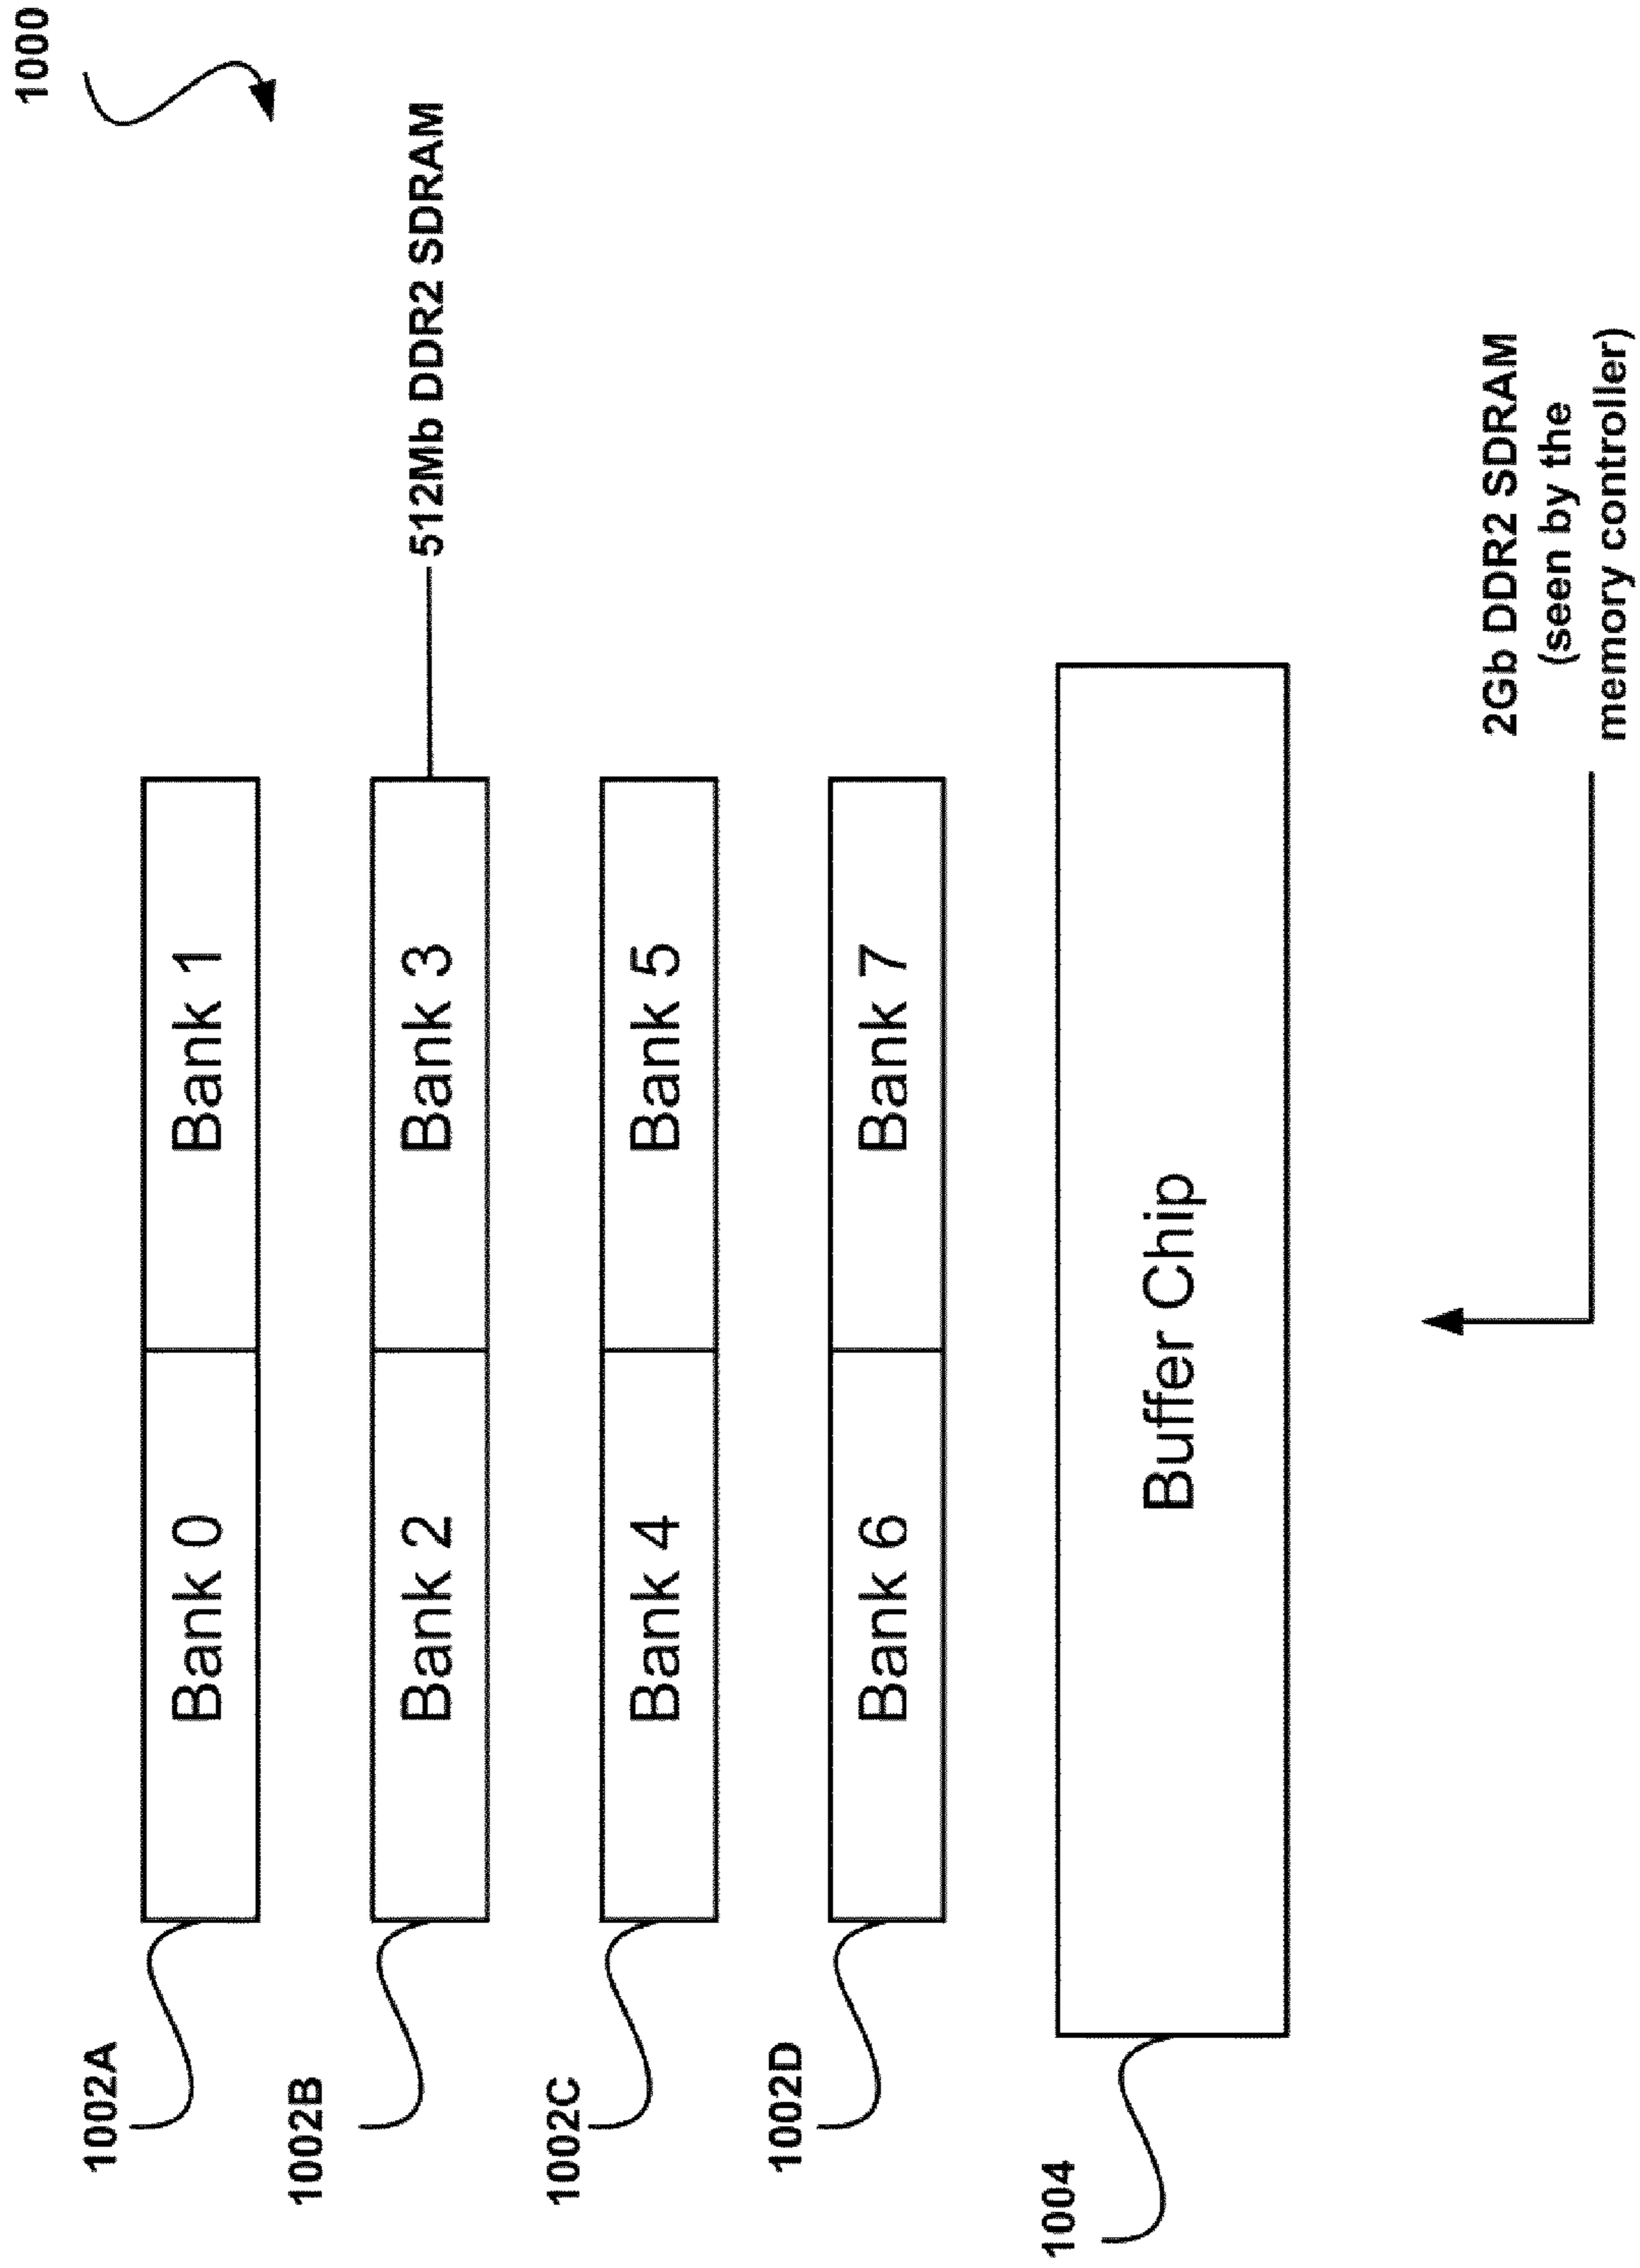 1000
1002A
Bank 0
Bank 1
1002B
Bank 2
Bank 3
512Mb DDR2 SDRAM
1002C
Bank 4
Bank 5
1002D
Bank 6
Bank 7
1004
Buffer Chip
2Gb DDR2 SDRAM
(seen by the
memory controller)